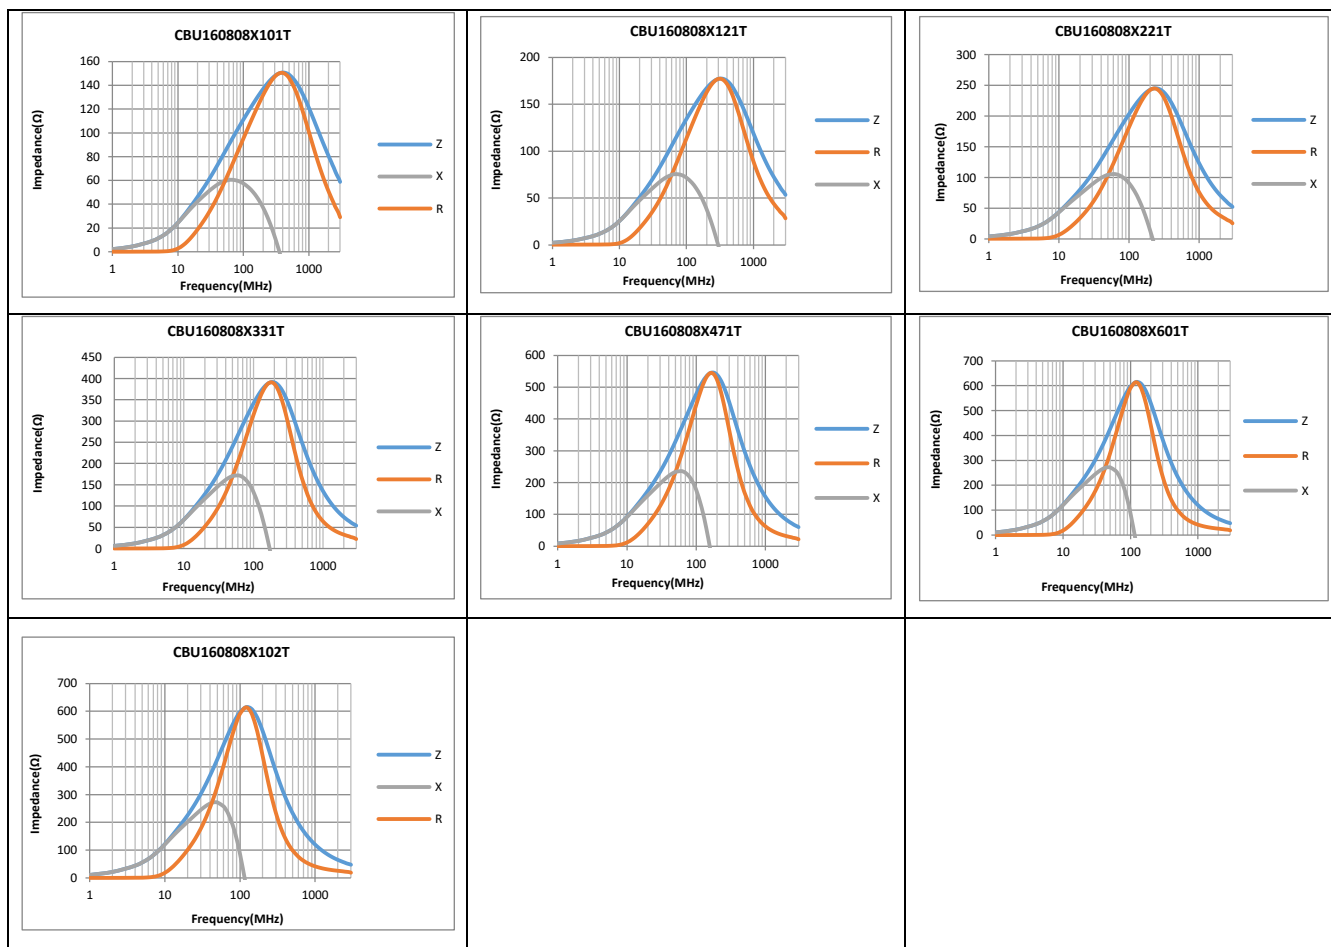 CBU160808X101T
Impedance(Ω)
160
140
120
100
80
60
40
20
0
1 10 100 1000
Frequency(MHz)
Z
X
R
CBU160808X121T
Impedance(Ω)
200
150
100
50
0
1 10 100 1000
Frequency(MHz)
Z
R
X
CBU160808X221T
Impedance(Ω)
300
250
200
150
100
50
0
1 10 100 1000
Frequency(MHz)
Z
R
X
CBU160808X331T
Impedance(Ω)
450
400
350
300
250
200
150
100
50
0
1 10 100 1000
Frequency(MHz)
Z
R
X
CBU160808X471T
Impedance(Ω)
600
500
400
300
200
100
0
1 10 100 1000
Frequency(MHz)
Z
R
X
CBU160808X601T
Impedance(Ω)
700
600
500
400
300
200
100
0
1 10 100 1000
Frequency(MHz)
Z
R
X
CBU160808X102T
Impedance(Ω)
700
600
500
400
300
200
100
0
1 10 100 1000
Frequency(MHz)
Z
X
R